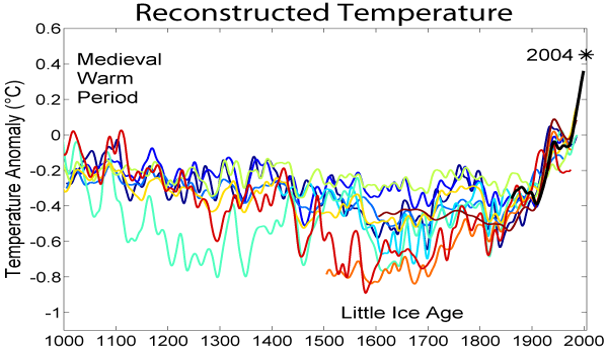 Reconstructed Temperature
0.6
0.4
0.2
0
-0.2
-0.4
-0.6
-0.8
-1
Temperature Anomaly (°C)
Medieval
Warm
Period
2004 *
Little Ice Age
1000 1100 1200 1300 1400 1500 1600 1700 1800 1900 2000